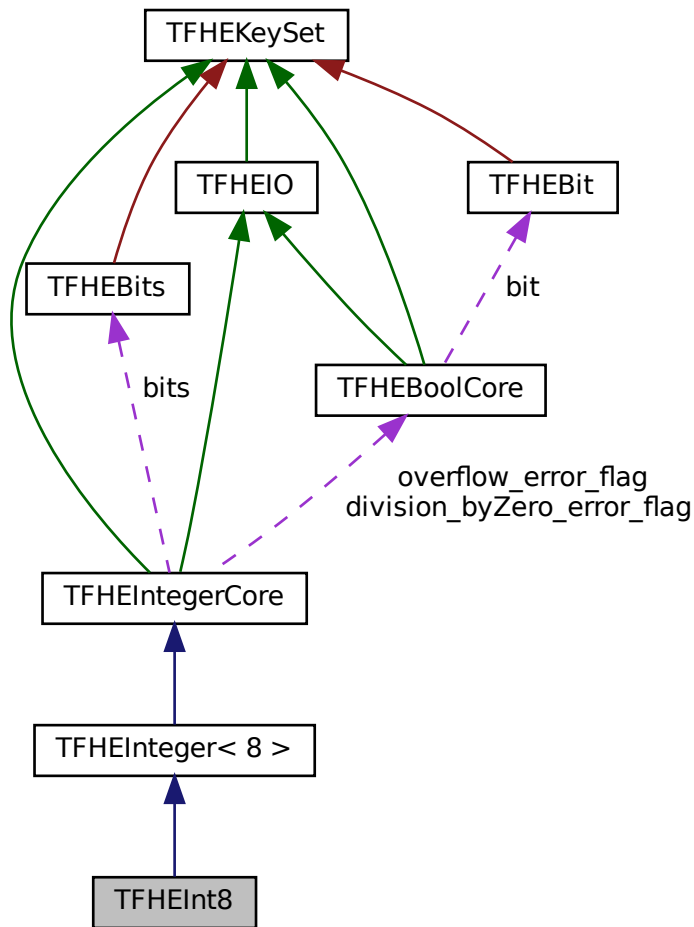 TFHEKeySet
TFHEIO
TFHEBit
TFHEBits
bit
bits
TFHEBoolCore
overflow_error_flag
division_byZero_error_flag
TFHEIntegerCore
TFHEInteger< 8 >
TFHEInt8